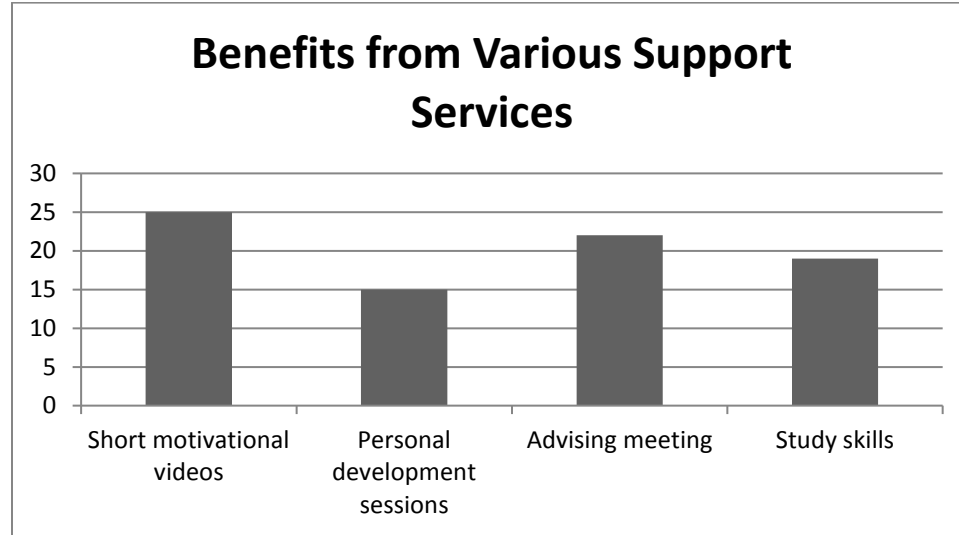 Benefits from Various Support
Services
30
25
20
15
10
5
0
Short motivational
videos
Personal
development
sessions
Advising meeting
Study skills